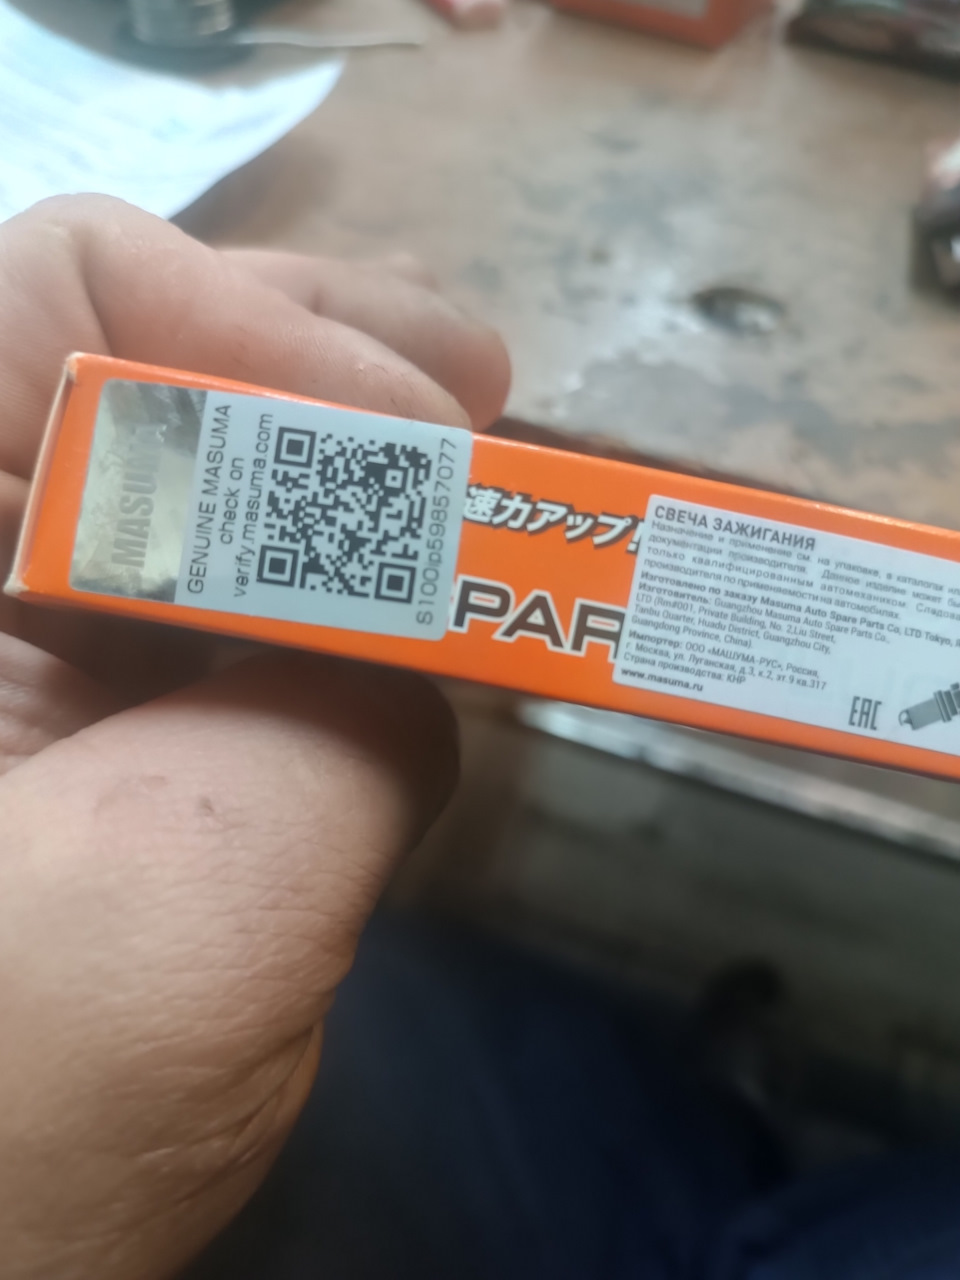 MASUMA
GENUINE MASUMA
check on
verify.masuma.com
S100ip59857077
速力アップ!
PAR
СВЕЧА ЗАЖИГАНИЯ
Назначение и применение см. на упаковке, в каталогах или
документации производителя. Данное изделие может бы
только квалифицированным автомехаником. Следова
производителя по применяемости на автомобилях.
Изготовлено по заказу Masuma Auto Spare Parts Co, LTD Tokyo,
Изготовитель: Guangzhou Masuma Auto Spare Parts Co.,
LTD (Rm#001, Private Building, No. 2,Liu Street,
Tanbu Quarter, Huadu District, Guangzhou City,
Guangdong Province, China).
Импортер: ООО «МАШУМА-РУС», Россия,
г. Москва, ул. Луганская, д.3, к.2, эт.9 кв.317
Страна производства: КНР
www.masuma.ru
EAC